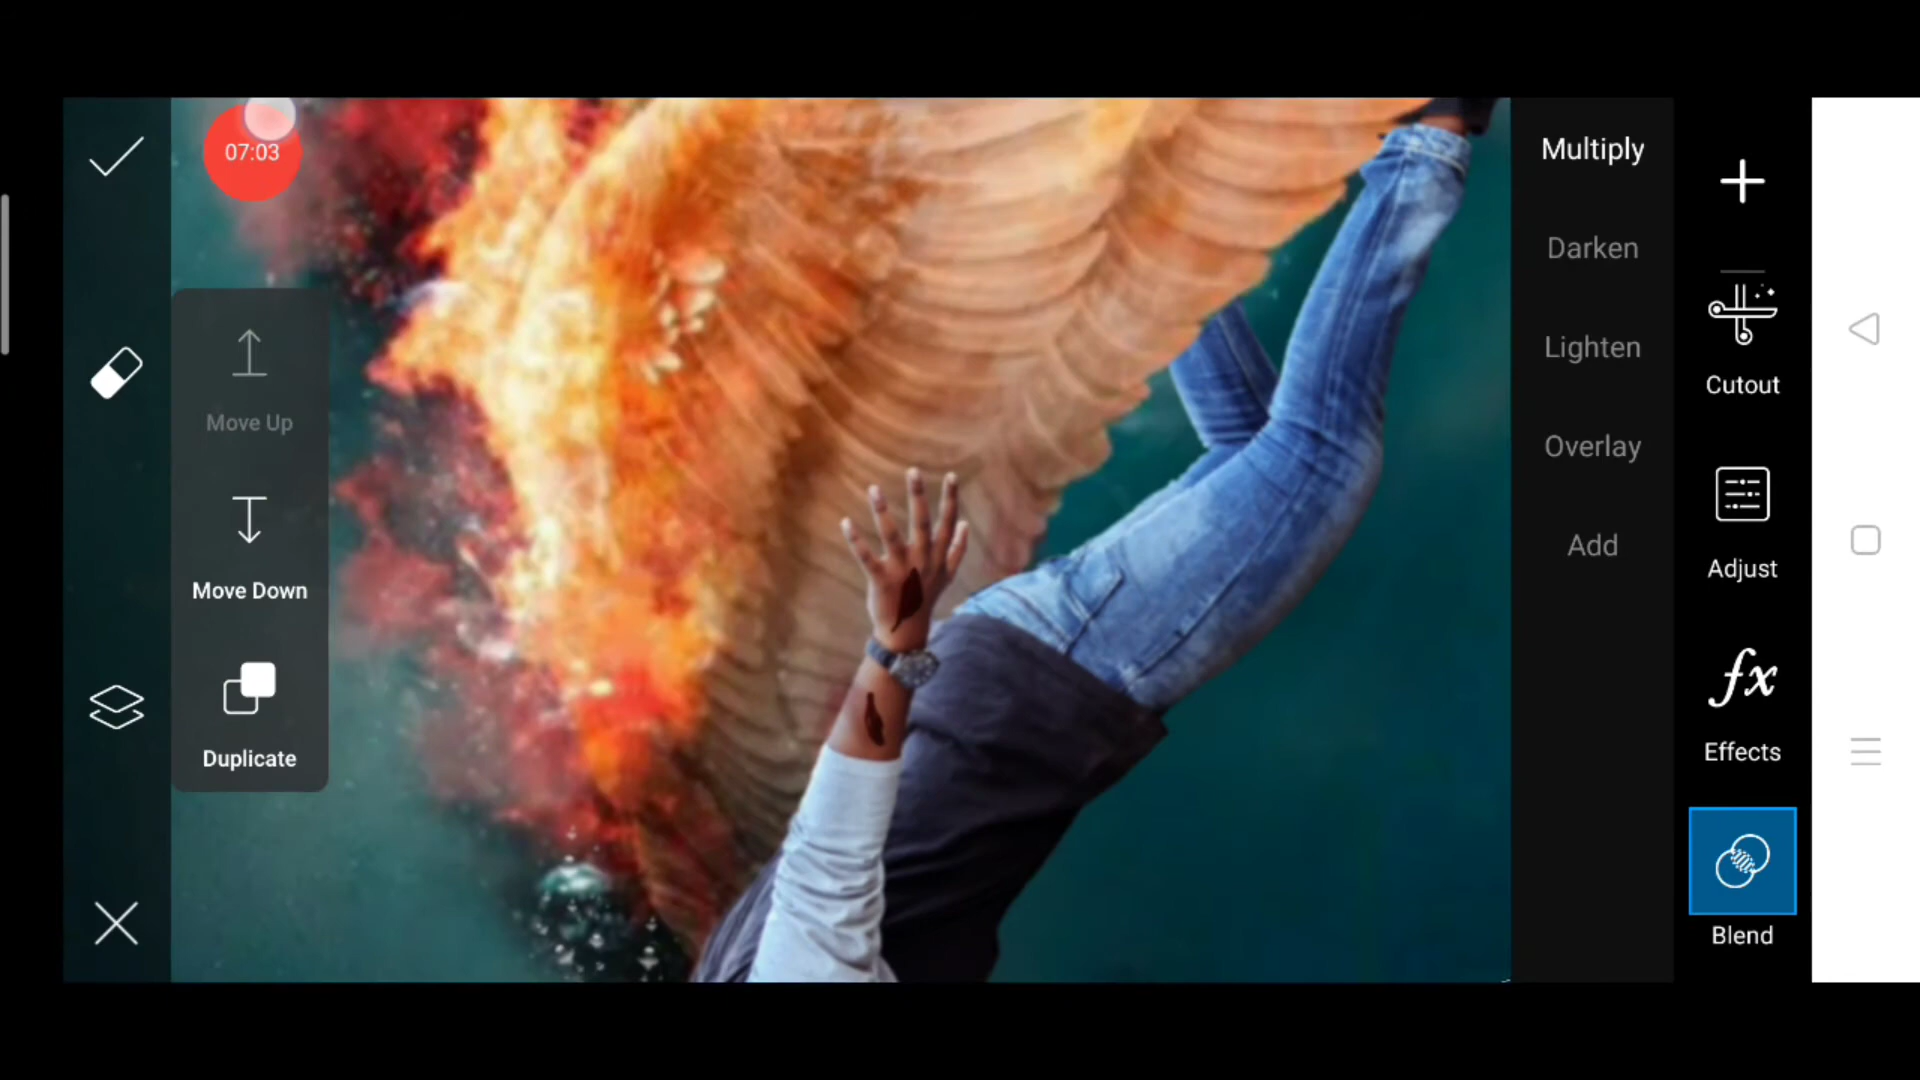 07:03
Move Up
Move Down
Duplicate
Multiply
Darken
Lighten
Overlay
Add
Cutout
Adjust
fx
Effects
Blend